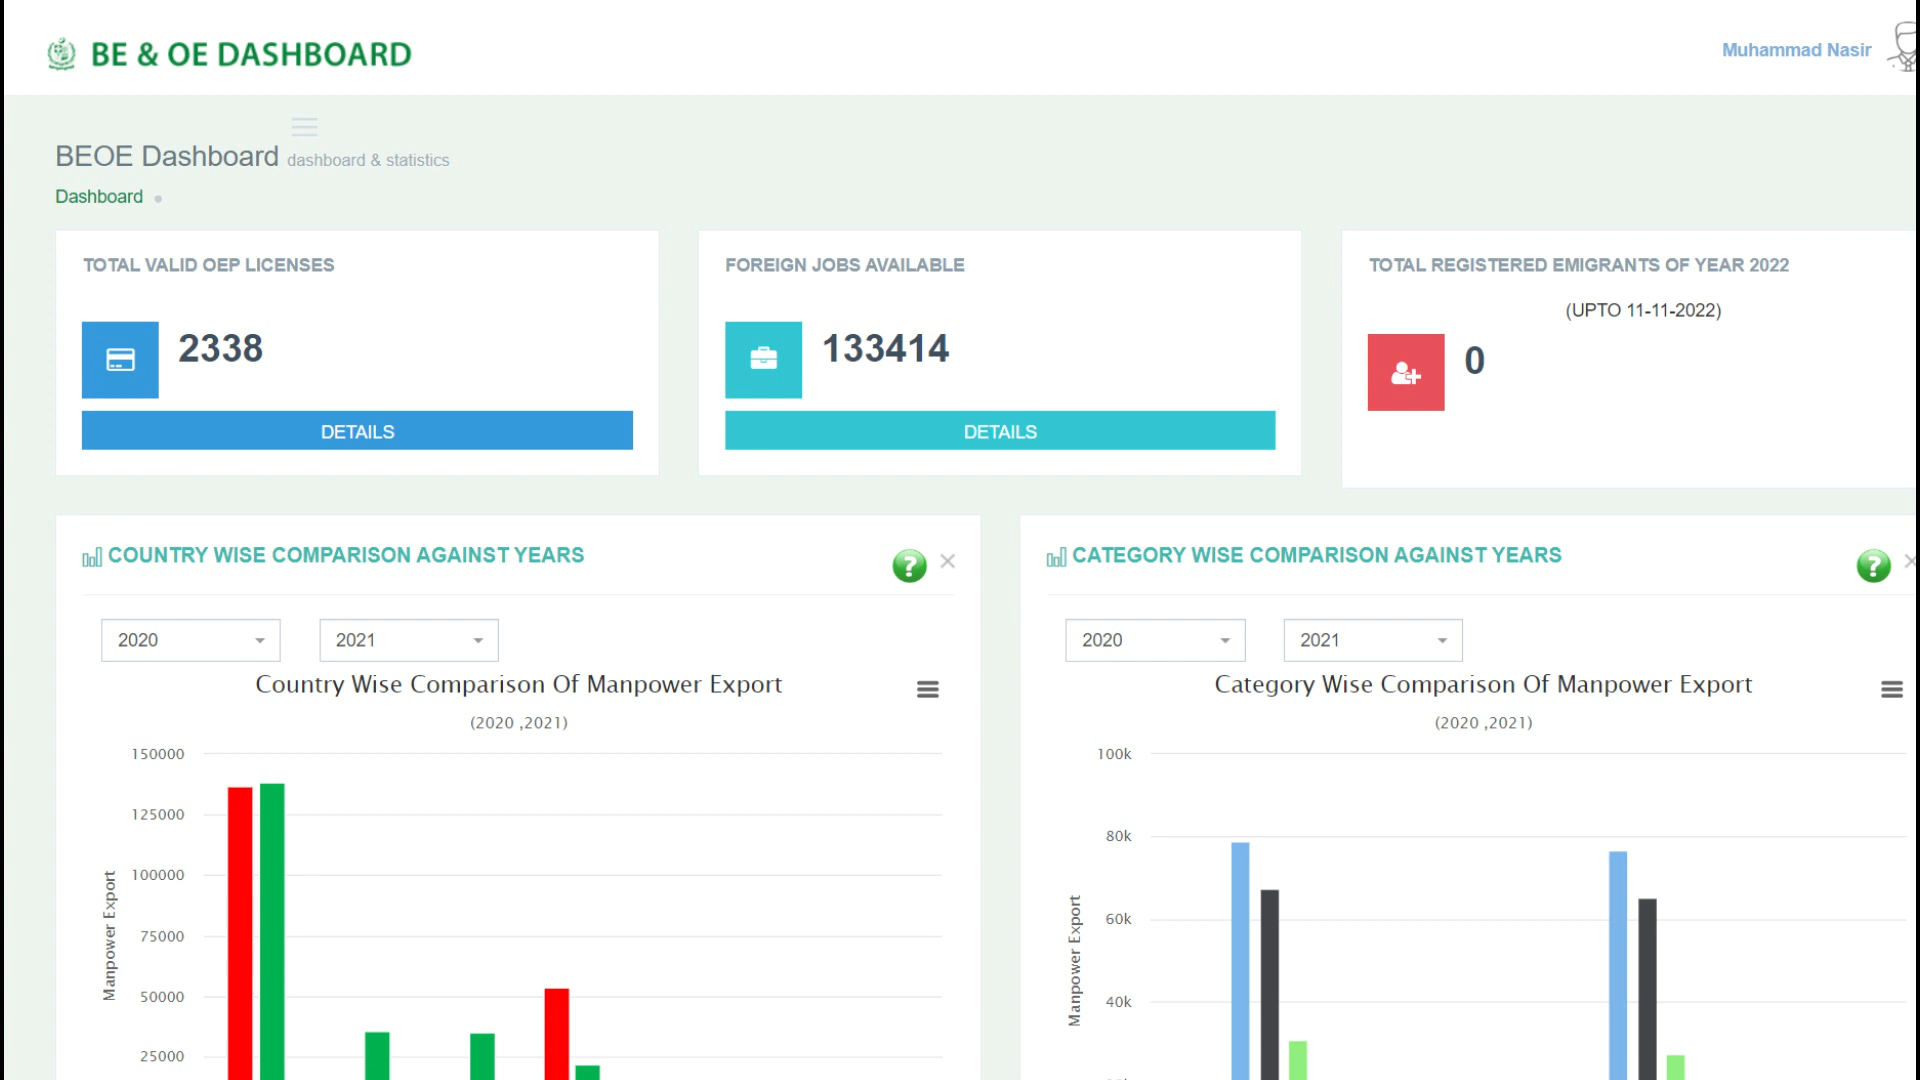 BE & OE DASHBOARD
Muhammad Nasir
BEOE Dashboard dashboard & statistics
Dashboard
TOTAL VALID OEP LICENSES
2338
DETAILS
FOREIGN JOBS AVAILABLE
133414
DETAILS
TOTAL REGISTERED EMIGRANTS OF YEAR 2022
(UPTO 11-11-2022)
0
COUNTRY WISE COMPARISON AGAINST YEARS
2020
2021
Country Wise Comparison Of Manpower Export
(2020 ,2021)
150000
125000
100000
75000
50000
25000
Manpower Export
CATEGORY WISE COMPARISON AGAINST YEARS
2020
2021
Category Wise Comparison Of Manpower Export
(2020 ,2021)
100k
80k
60k
40k
Manpower Export